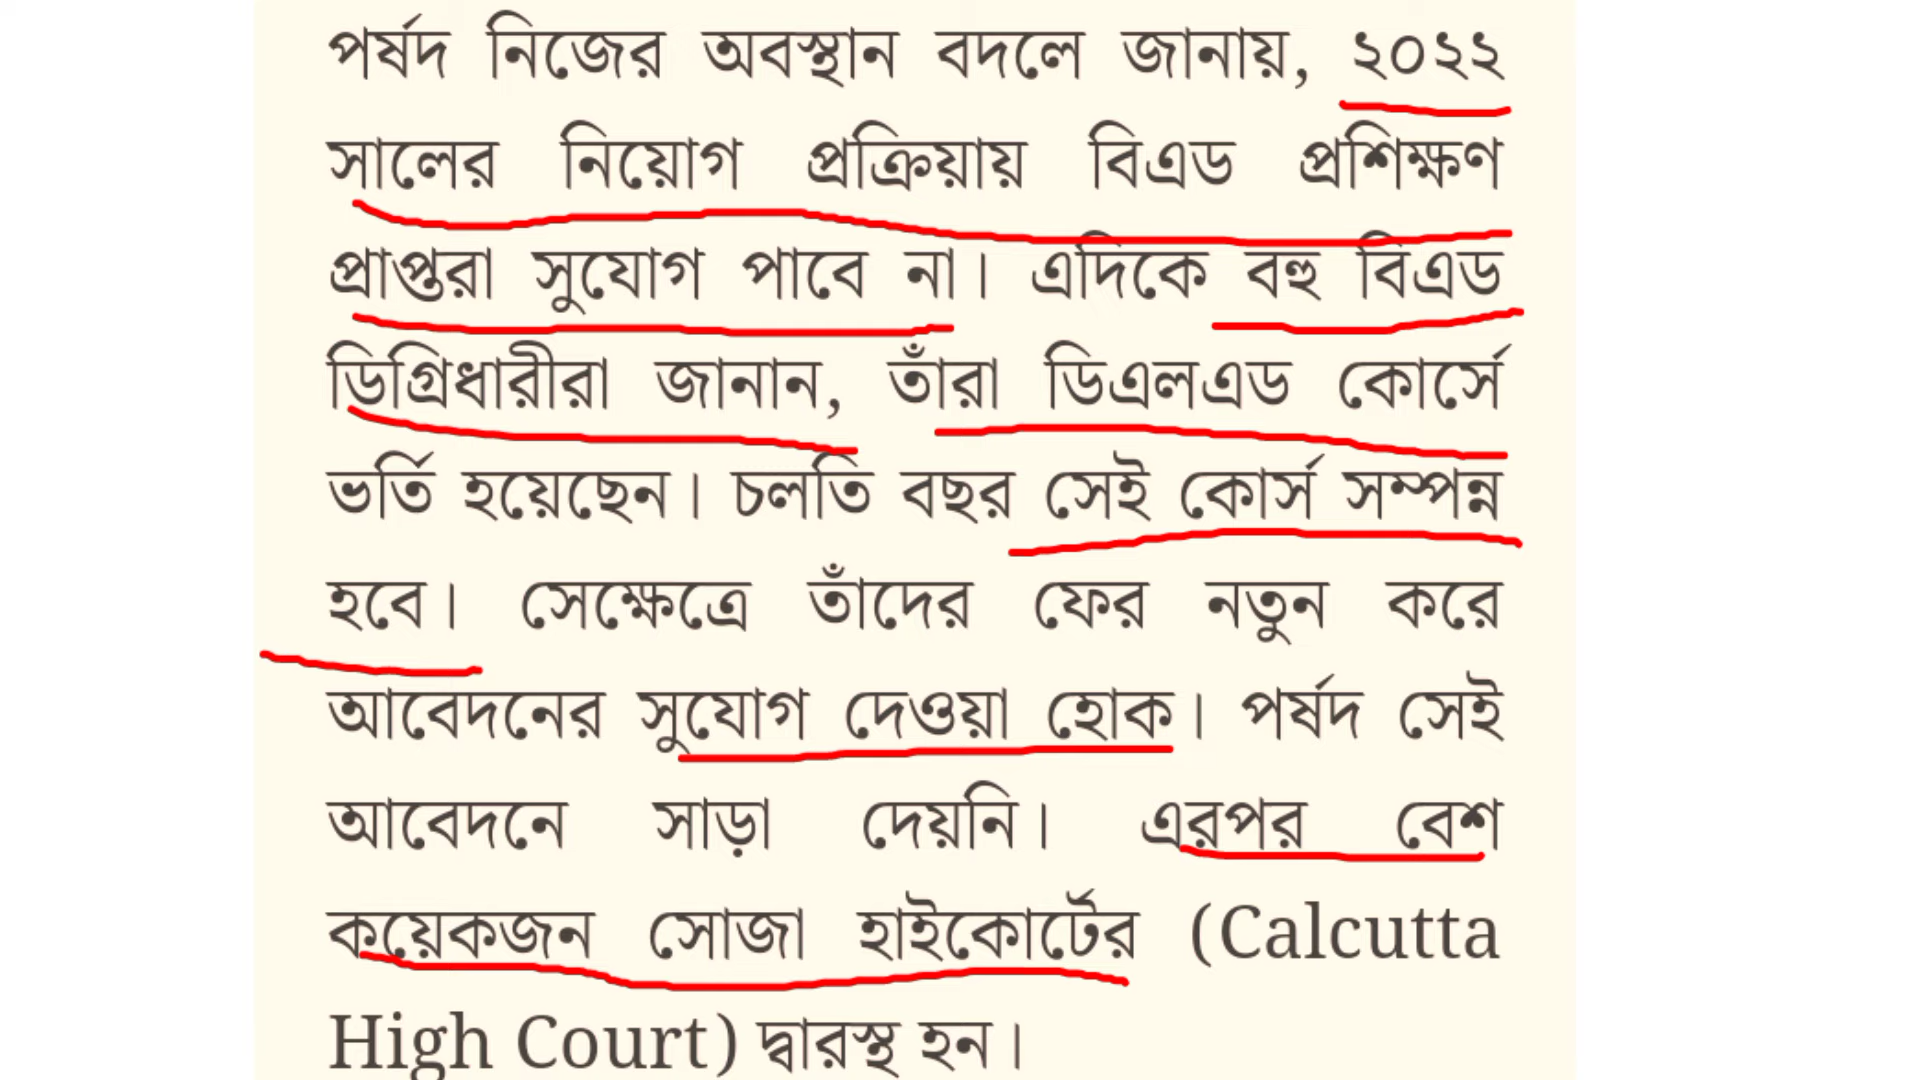 পর্ষদ নিজের অবস্থান বদলে জানায়, ২০২২
সালের নিয়োগ প্রক্রিয়ায় বিএড প্রশিক্ষণ
প্রাপ্তরা সুযোগ পাবে না। এদিকে বহু বিএড
ডিগ্রিধারীরা জানান, তাঁরা ডিএলএড কোর্সে
ভর্তি হয়েছেন। চলতি বছর সেই কোর্স সম্পন্ন
হবে। সেক্ষেত্রে তাঁদের ফের নতুন করে
আবেদনের সুযোগ দেওয়া হোক। পর্ষদ সেই
আবেদনে সাড়া দেয়নি। এরপর বেশ
কয়েকজন সোজা হাইকোর্টের (Calcutta
High Court) দ্বারস্থ হন।